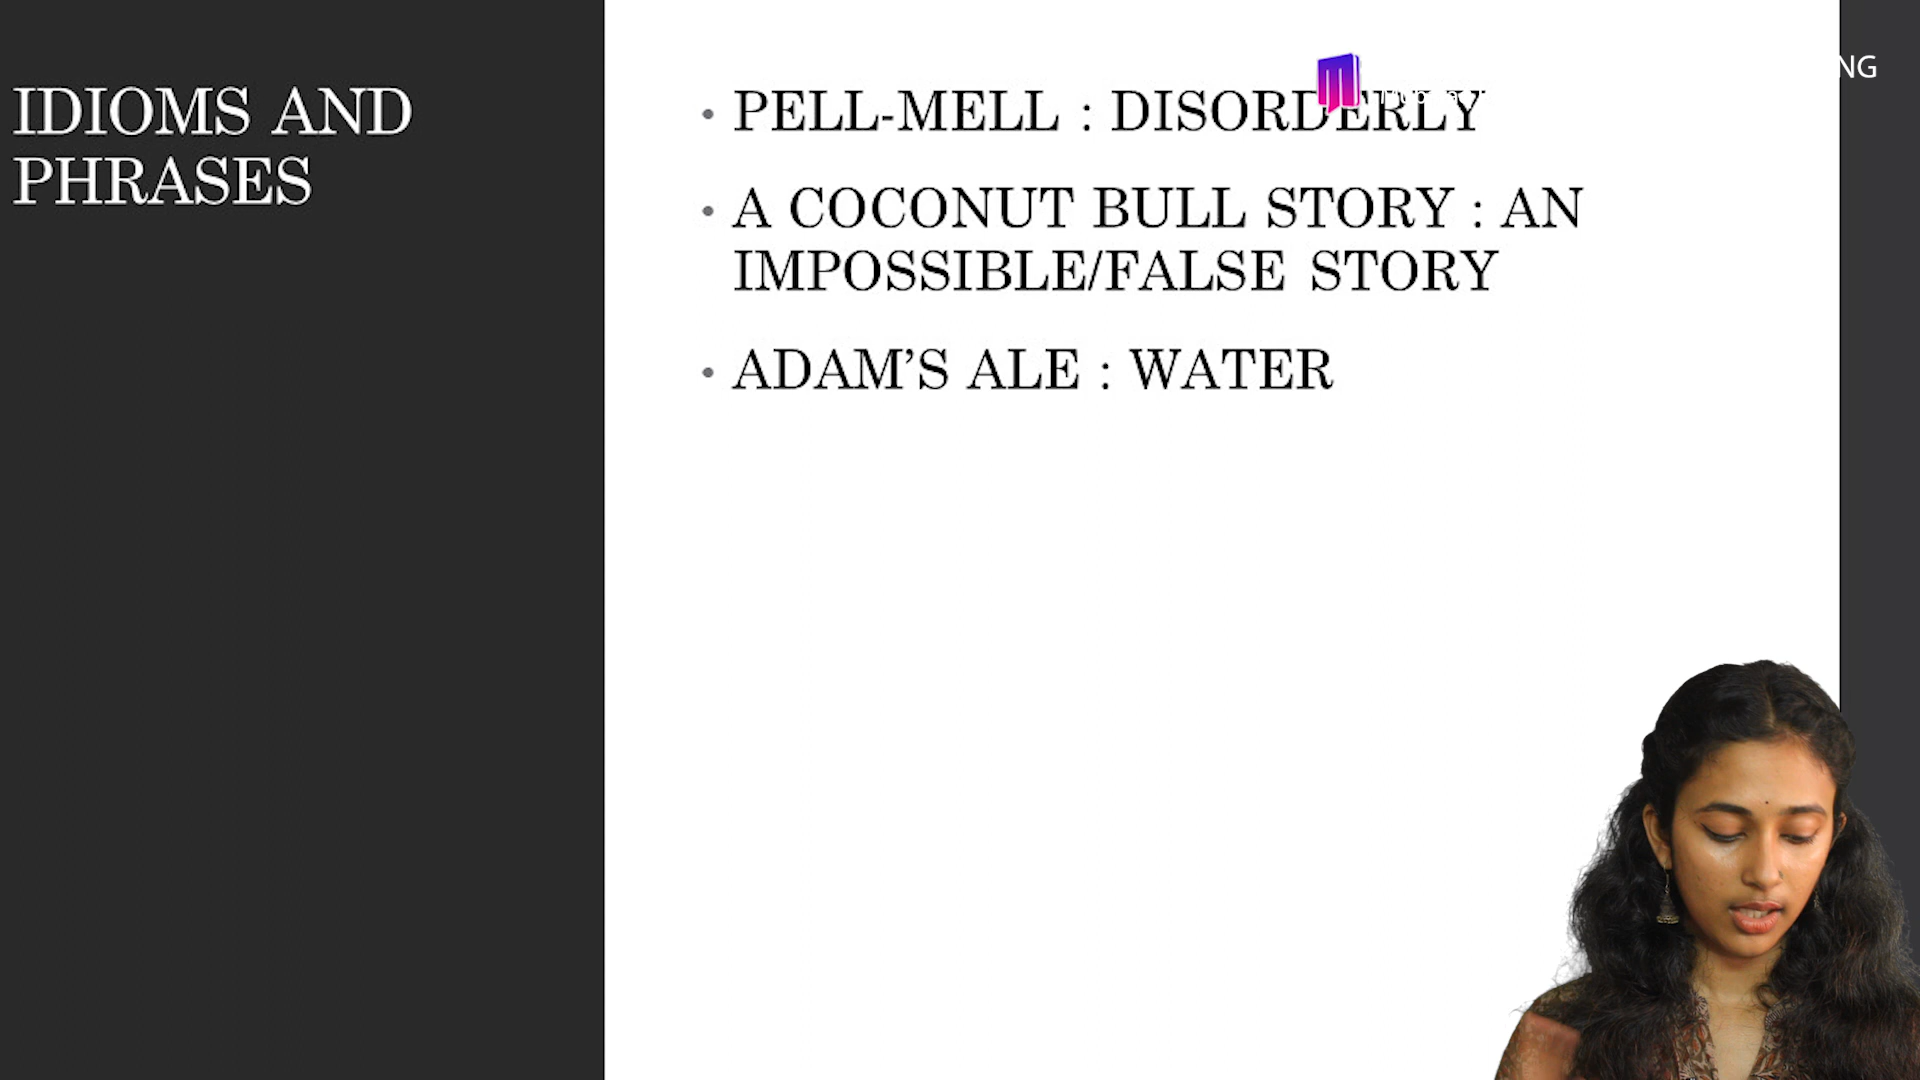 IDIOMS AND
PHRASES
• PELL-MELL : DISORDERLY
• A COCONUT BULL STORY : AN
IMPOSSIBLE/FALSE STORY
• ADAM’S ALE : WATER
NG